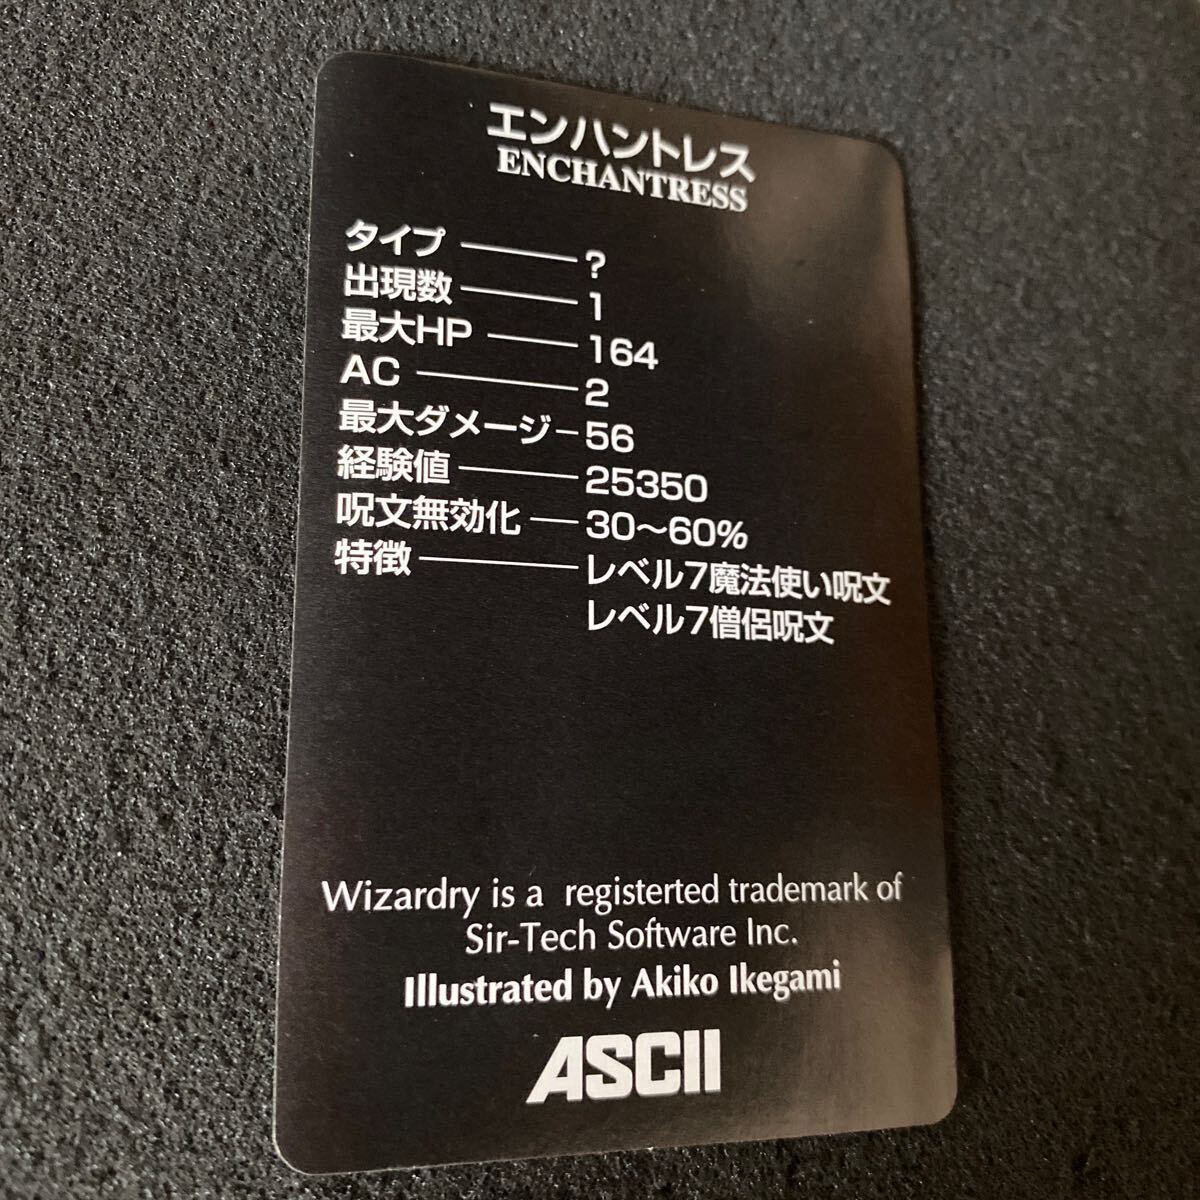 エンハントレス
ENCHANTRESS
タイプ ――― ?
出現数 ――― 1
最大HP ―― 164
AC ―――― 2
最大ダメージ－56
経験値 ――― 25350
呪文無効化 ― 30～60%
特徴 ―――― レベル7魔法使い呪文
レベル7僧侶呪文
Wizardry is a registerted trademark of
Sir-Tech Software Inc.
Illustrated by Akiko Ikegami
ASCII